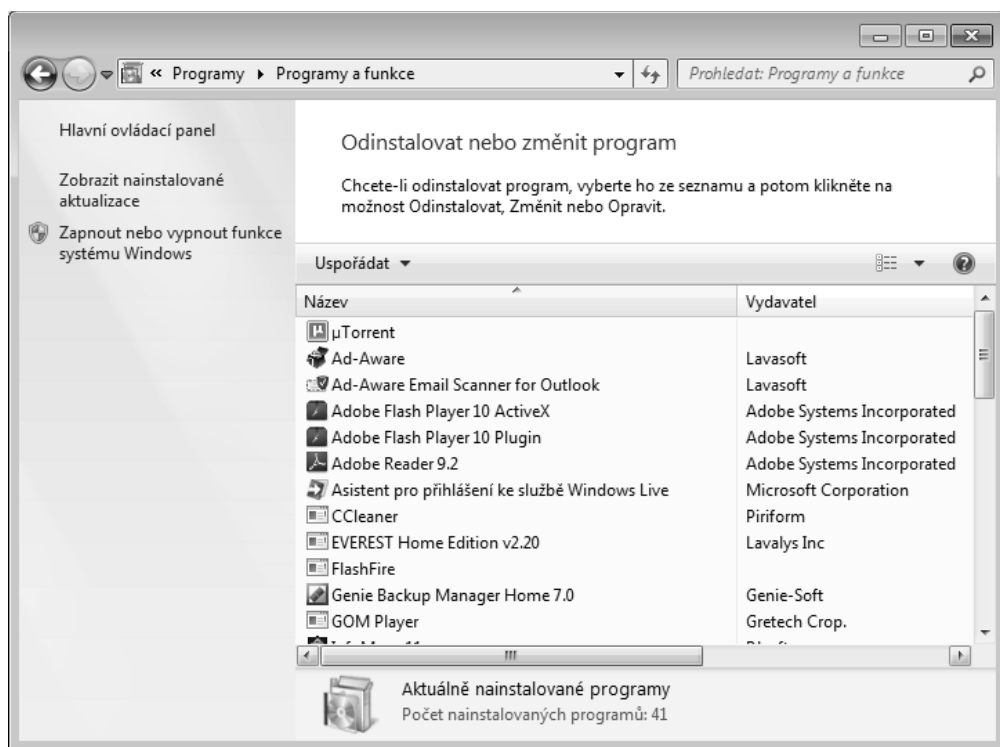 « Programy ▸ Programy a funkce
Prohledat: Programy a funkce
Hlavní ovládací panel
Zobrazit nainstalované
aktualizace
Zapnout nebo vypnout funkce
systému Windows
Odinstalovat nebo změnit program
Chcete-li odinstalovat program, vyberte ho ze seznamu a potom klikněte na
možnost Odinstalovat, Změnit nebo Opravit.
Uspořádat
Název Vydavatel
µTorrent
Ad-Aware Lavasoft
Ad-Aware Email Scanner for Outlook Lavasoft
Adobe Flash Player 10 ActiveX Adobe Systems Incorporated
Adobe Flash Player 10 Plugin Adobe Systems Incorporated
Adobe Reader 9.2 Adobe Systems Incorporated
Asistent pro přihlášení ke službě Windows Live Microsoft Corporation
CCleaner Piriform
EVEREST Home Edition v2.20 Lavalys Inc
FlashFire
Genie Backup Manager Home 7.0 Genie-Soft
GOM Player Gretech Crop.
Aktuálně nainstalované programy
Počet nainstalovaných programů: 41